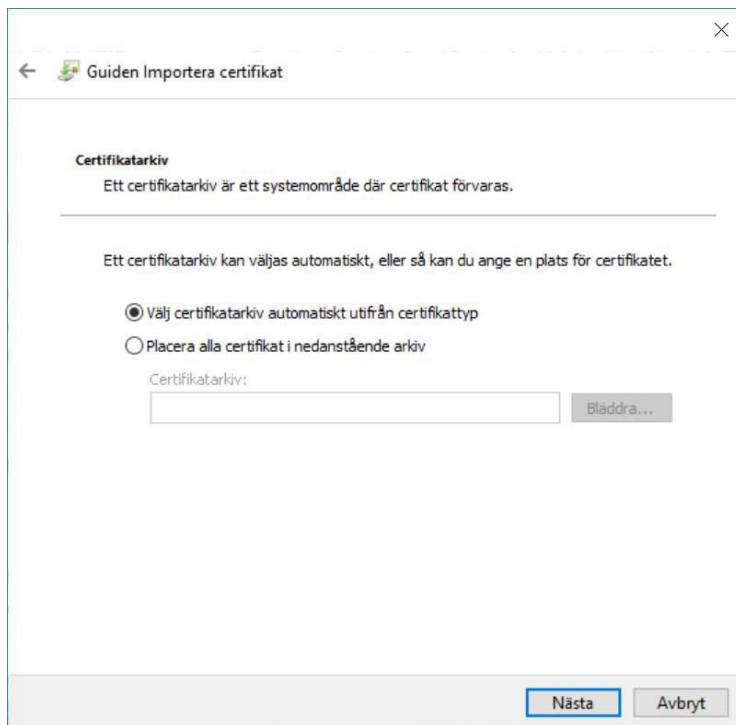 Guiden Importera certifikat
Certifikatarkiv
Ett certifikatarkiv är ett systemområde där certifikat förvaras.
Ett certifikatarkiv kan väljas automatiskt, eller så kan du ange en plats för certifikatet.
Välj certifikatarkiv automatiskt utifrån certifikattyp
Placera alla certifikat i nedanstående arkiv
Certifikatarkiv:
Bläddra...
Nästa Avbryt